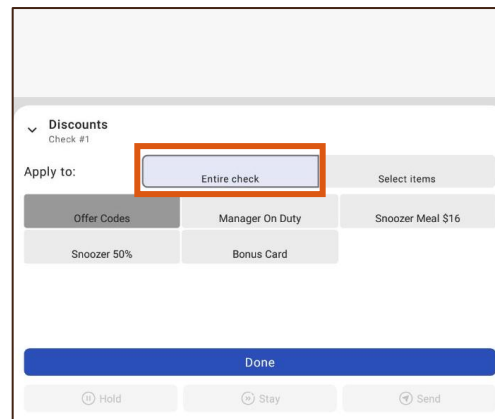 Discounts
Check #1
Apply to:
Entire check
Select items
Offer Codes
Manager On Duty
Snoozer Meal $16
Snoozer 50%
Bonus Card
Done
Hold
Stay
Send